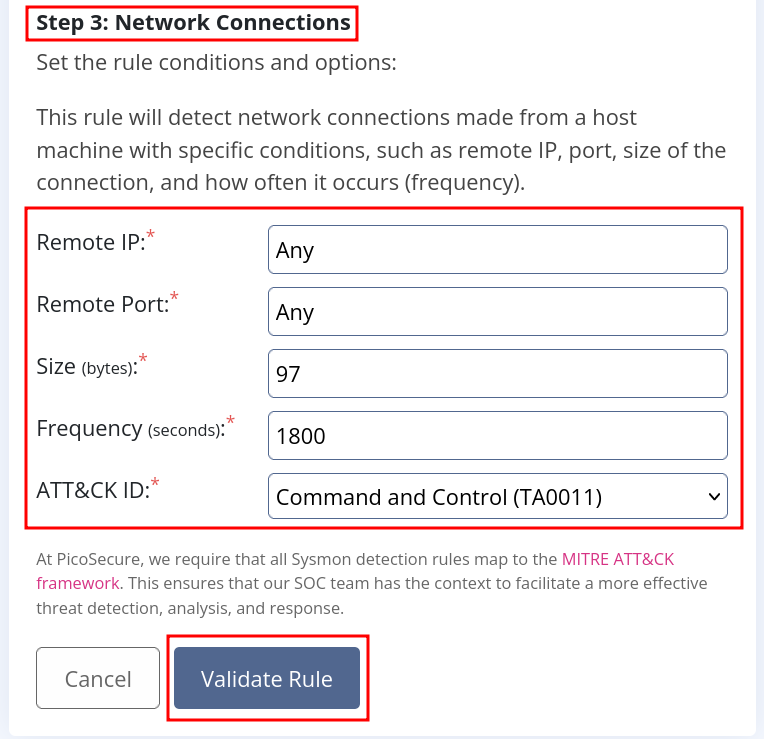 Step 3: Network Connections
Set the rule conditions and options:
This rule will detect network connections made from a host
machine with specific conditions, such as remote IP, port, size of the
connection, and how often it occurs (frequency).
Remote IP:* Any
Remote Port:* Any
Size (bytes):* 97
Frequency (seconds):* 1800
ATT&CK ID:* Command and Control (TA0011)
At PicoSecure, we require that all Sysmon detection rules map to the MITRE ATT&CK
framework. This ensures that our SOC team has the context to facilitate a more effective
threat detection, analysis, and response.
Cancel Validate Rule